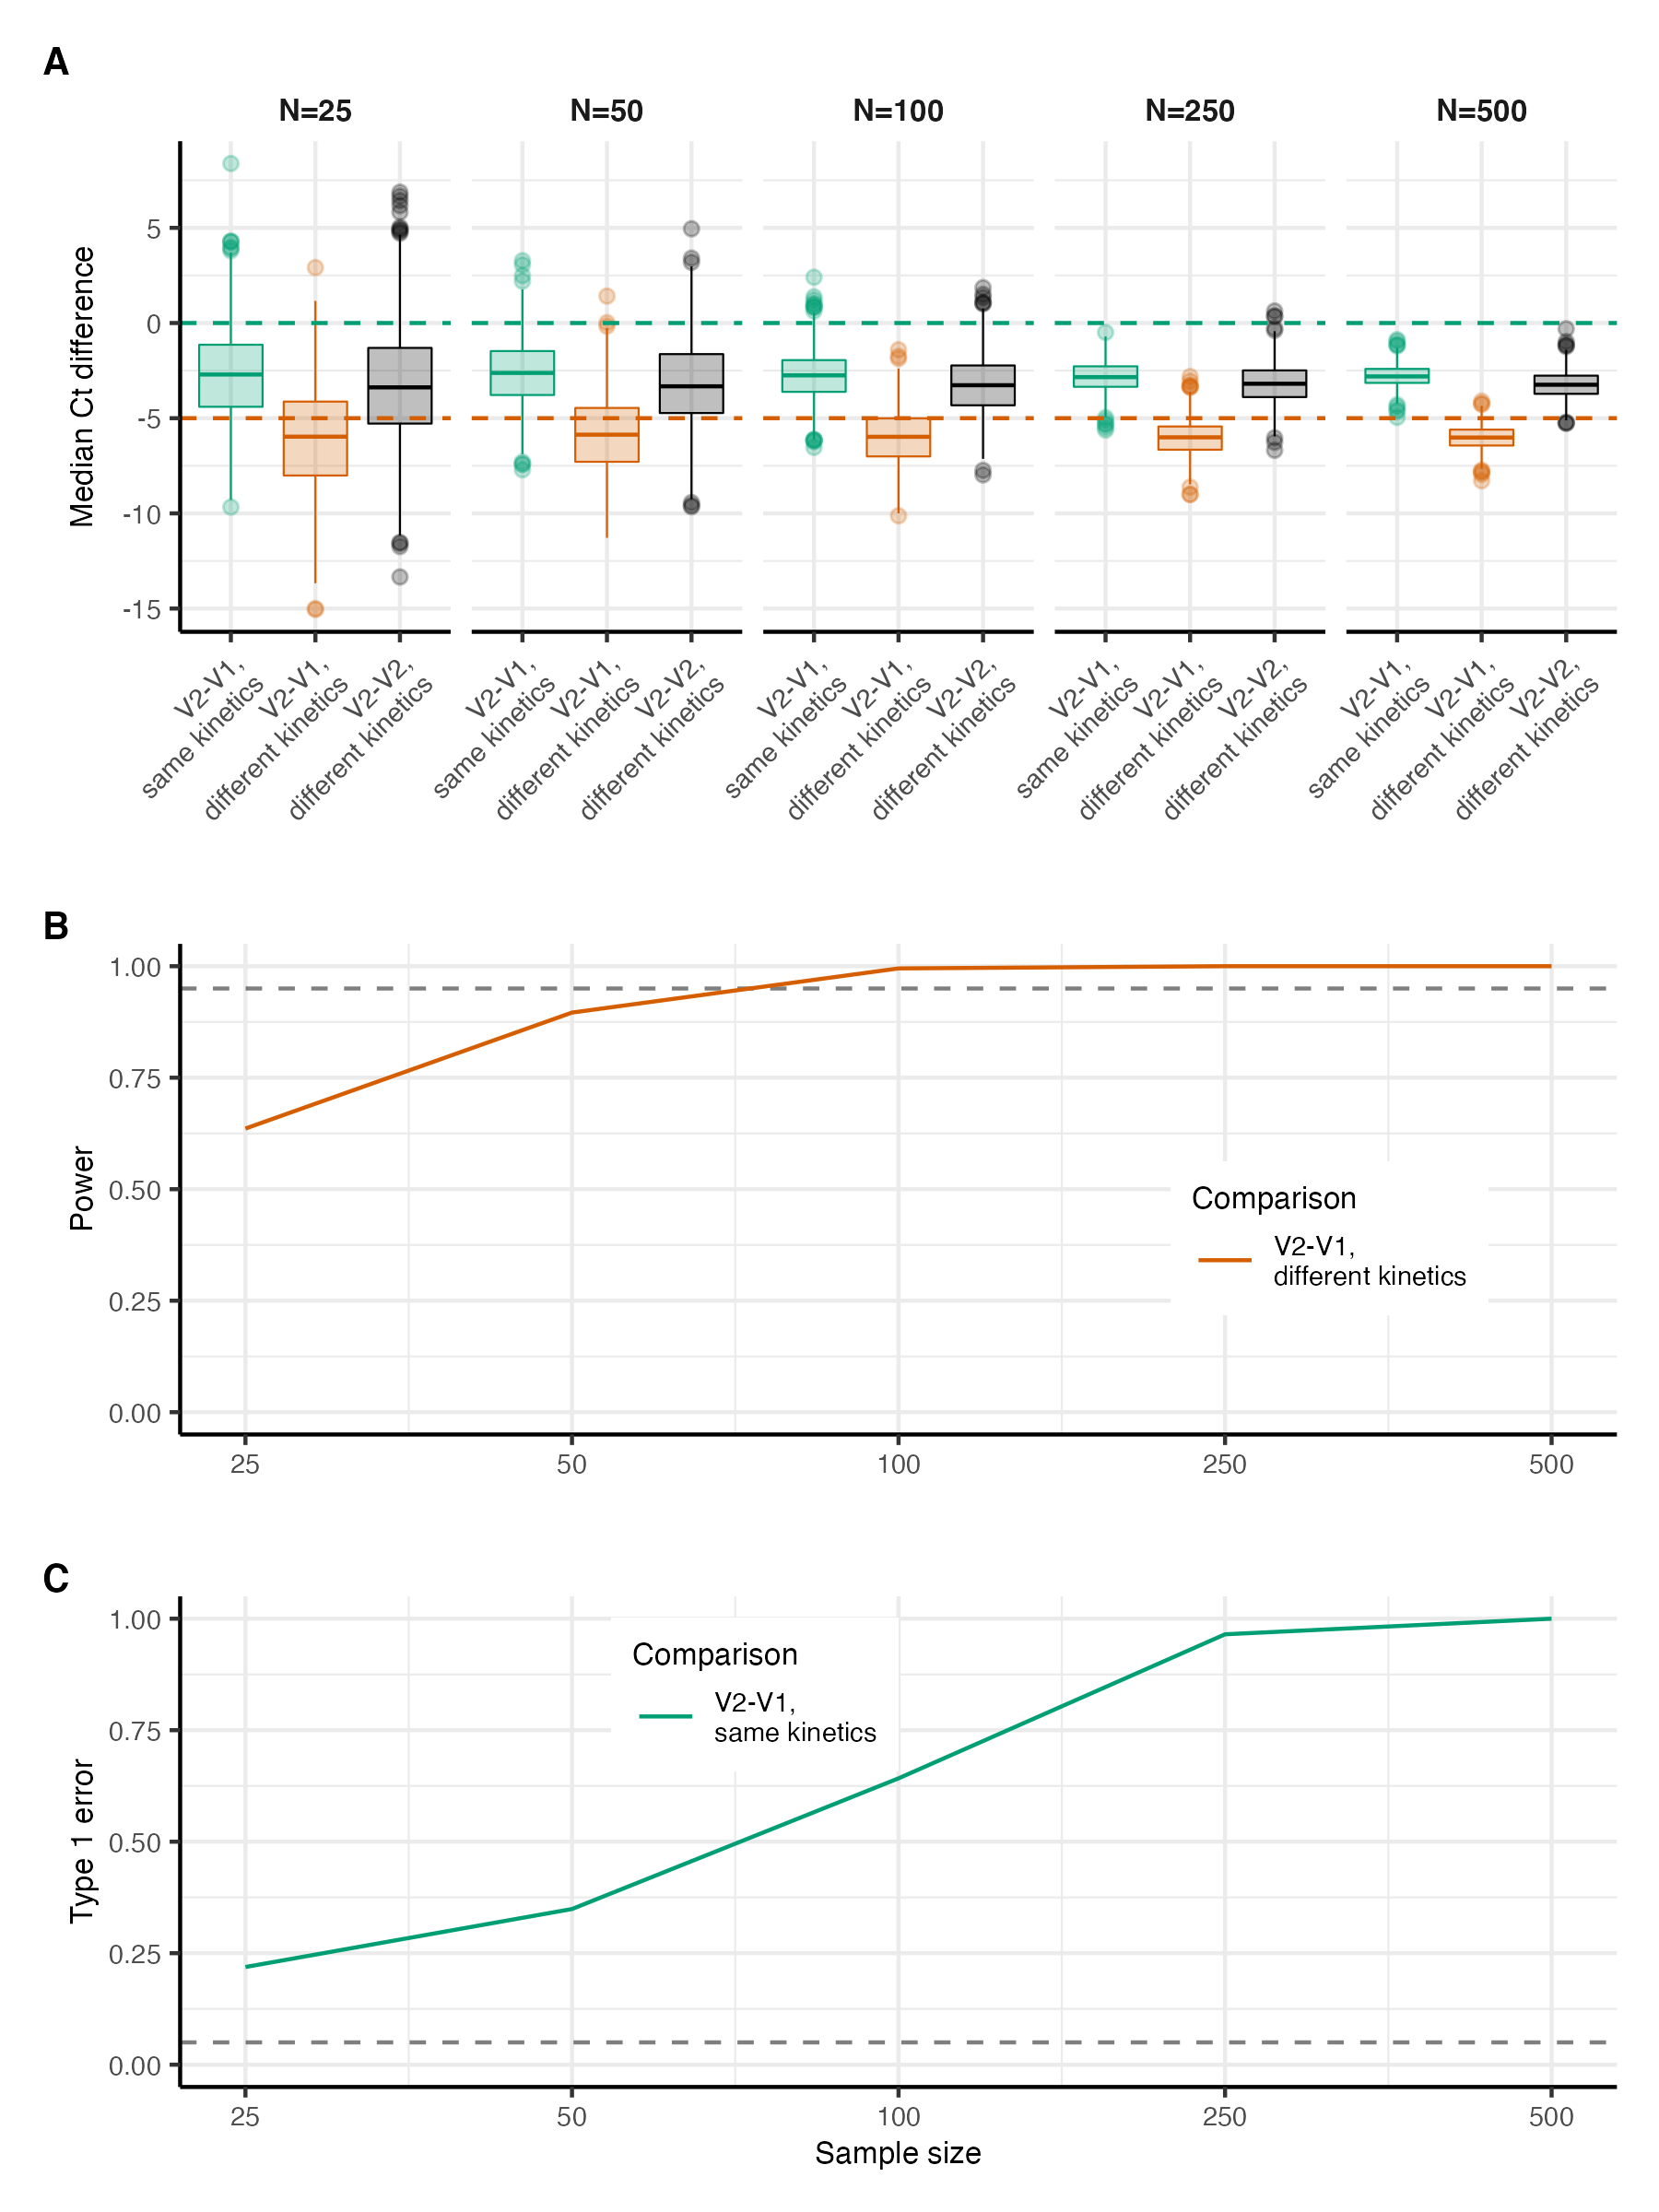 A
N=25 N=50 N=100 N=250 N=500
Median Ct difference
5
0
-5
-10
-15
V2-V1,
same kinetics
V2-V1,
different kinetics
V2-V2,
different kinetics
V2-V1,
same kinetics
V2-V1,
different kinetics
V2-V2,
different kinetics
V2-V1,
same kinetics
V2-V1,
different kinetics
V2-V2,
different kinetics
V2-V1,
same kinetics
V2-V1,
different kinetics
V2-V2,
different kinetics
V2-V1,
same kinetics
V2-V1,
different kinetics
V2-V2,
different kinetics
B
Power
1.00
0.75
0.50
0.25
0.00
Comparison
V2-V1,
different kinetics
25 50 100 250 500
C
Type 1 error
1.00
0.75
0.50
0.25
0.00
Comparison
V2-V1,
same kinetics
25 50 100 250 500
Sample size